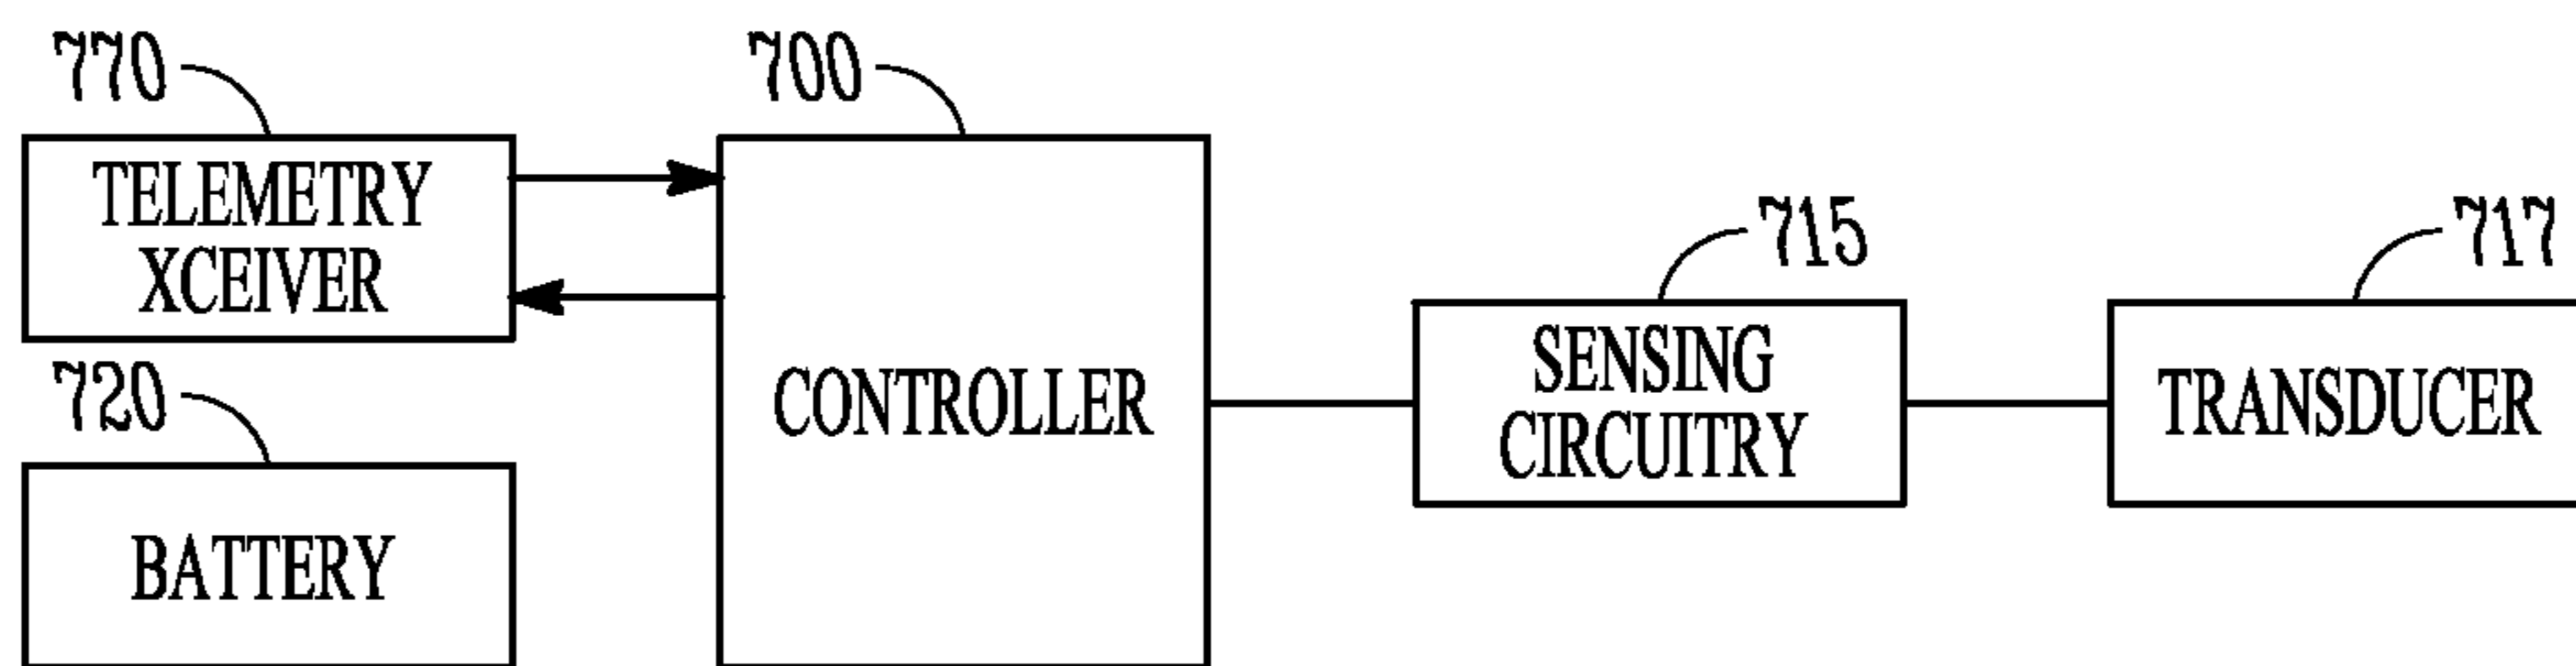 770
700
TELEMETRY
XCEIVER
715
717
720
CONTROLLER
SENSING
CIRCUITRY
TRANSDUCER
BATTERY